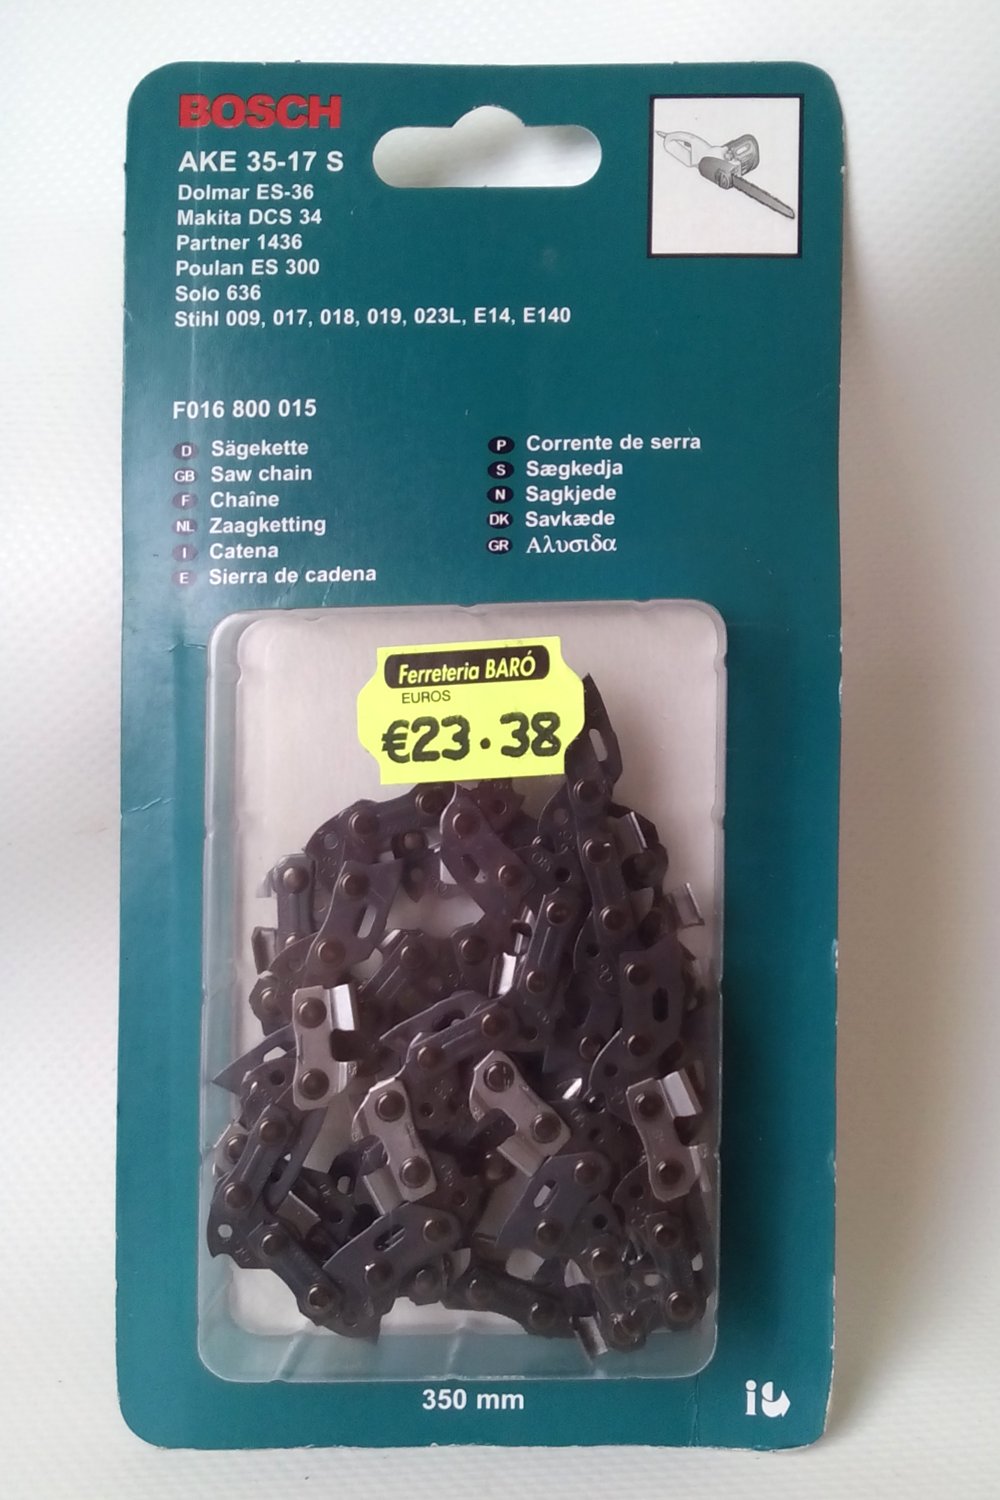 BOSCH
AKE 35-17 S
Dolmar ES-36
Makita DCS 34
Partner 1436
Poulan ES 300
Solo 636
Stihl 009, 017, 018, 019, 023L, E14, E140
F016 800 015
D Sägekette
GB Saw chain
F Chaîne
NL Zaagketting
I Catena
E Sierra de cadena
P Corrente de serra
S Sægkedja
N Sagkjede
DK Savkæde
GR Αλυσιδα
Ferreteria BARÓ
EUROS
€23.38
350 mm